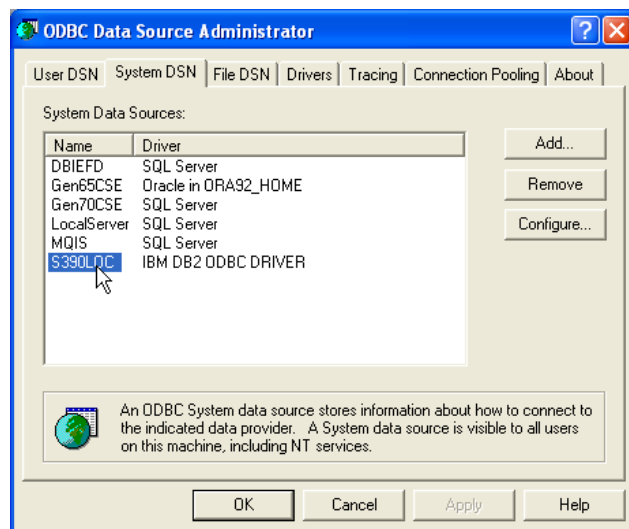 ODBC Data Source Administrator
User DSN System DSN File DSN Drivers Tracing Connection Pooling About
System Data Sources:
Name Driver
DBIEFD SQL Server
Gen65CSE Oracle in ORA92_HOME
Gen70CSE SQL Server
LocalServer SQL Server
MQIS SQL Server
S390LOC IBM DB2 ODBC DRIVER
Add...
Remove
Configure...
An ODBC System data source stores information about how to connect to
the indicated data provider. A System data source is visible to all users
on this machine, including NT services.
OK Cancel Apply Help